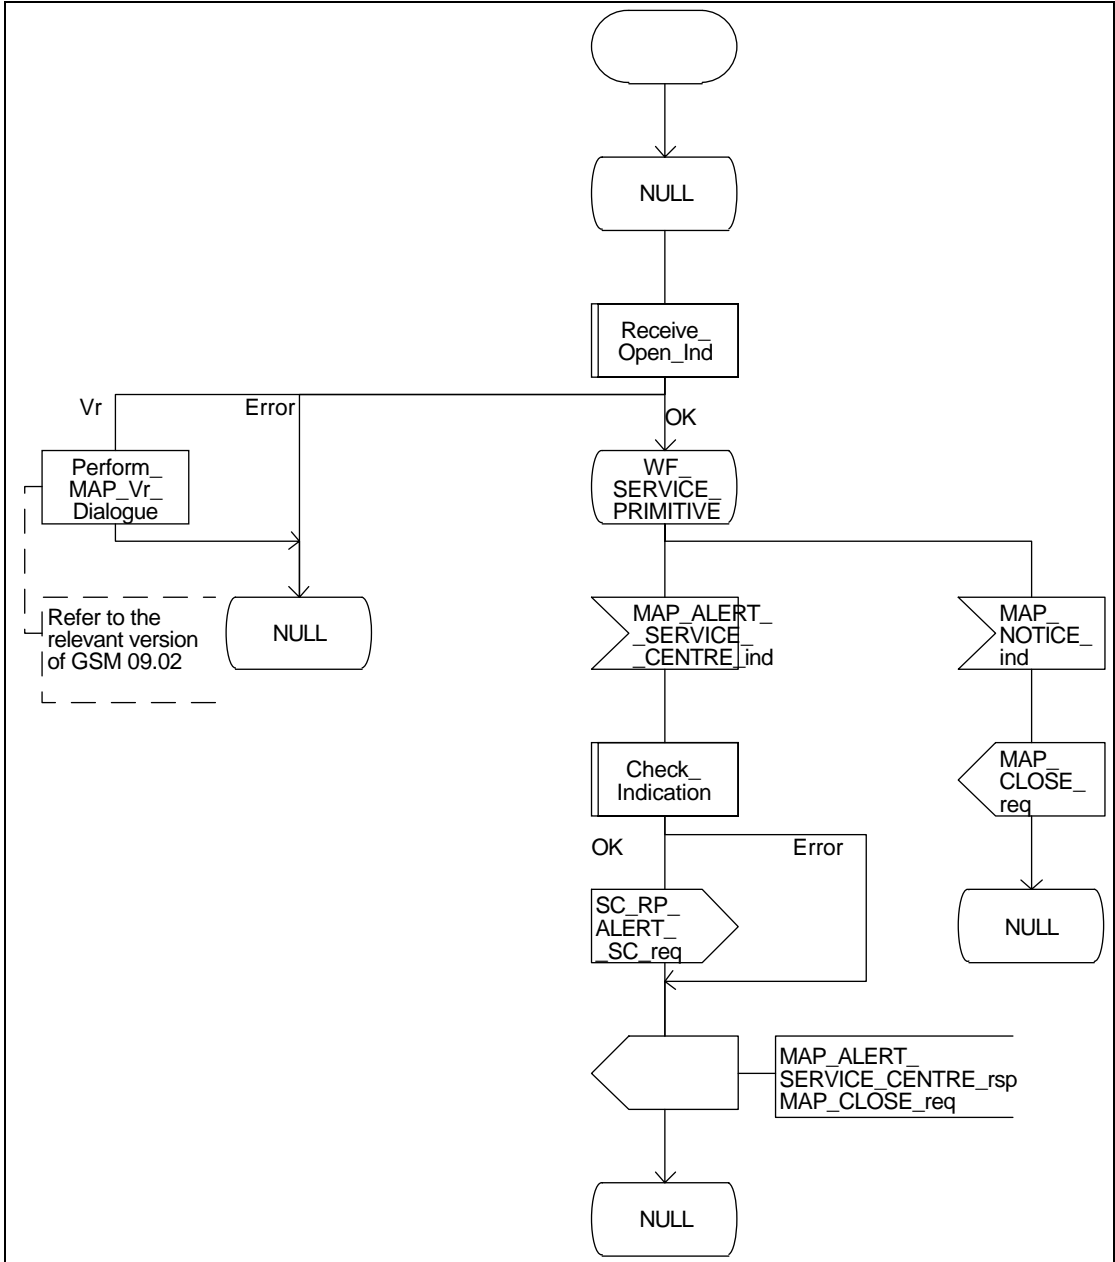 NULL
Receive_
Open_Ind
Vr
Error
OK
Perform_
MAP_Vr_
Dialogue
WF_
SERVICE_
PRIMITIVE
Refer to the
relevant version
of GSM 09.02
NULL
MAP_ALERT_
_SERVICE_
_CENTRE_ind
MAP_
NOTICE_
ind
Check_
Indication
MAP_
CLOSE_
req
OK
Error
SC_RP_
ALERT_
_SC_req
NULL
MAP_ALERT_
SERVICE_CENTRE_rsp
MAP_CLOSE_req
NULL